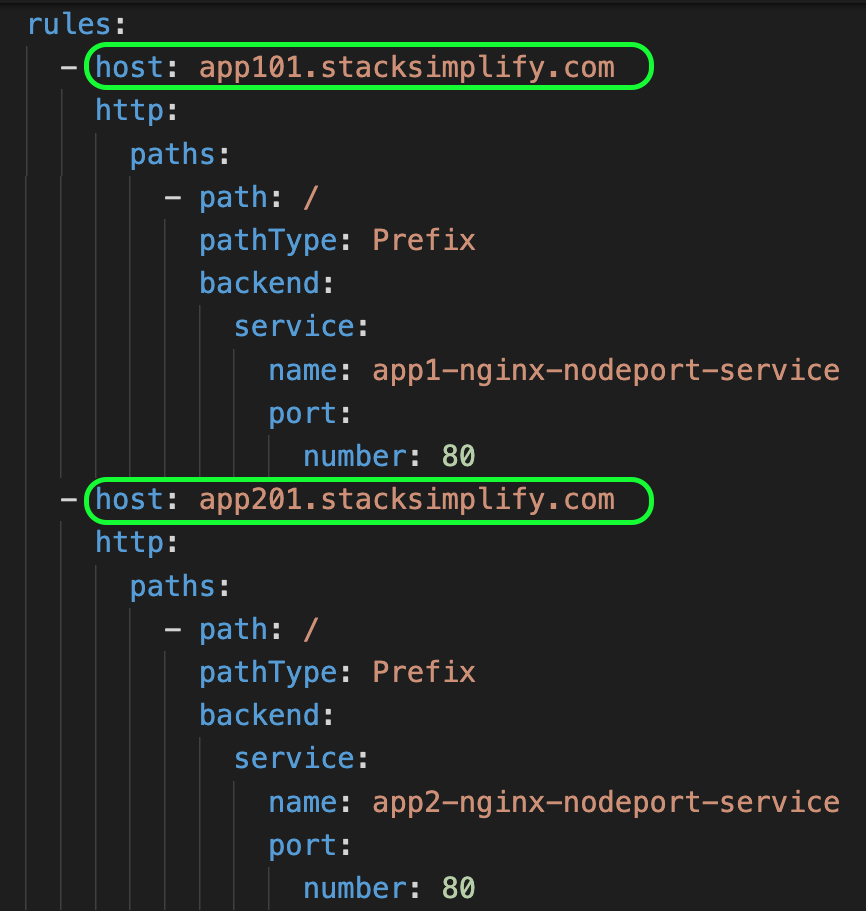 rules:
- host: app101.stacksimplify.com
http:
paths:
- path: /
pathType: Prefix
backend:
service:
name: app1-nginx-nodeport-service
port:
number: 80
- host: app201.stacksimplify.com
http:
paths:
- path: /
pathType: Prefix
backend:
service:
name: app2-nginx-nodeport-service
port:
number: 80